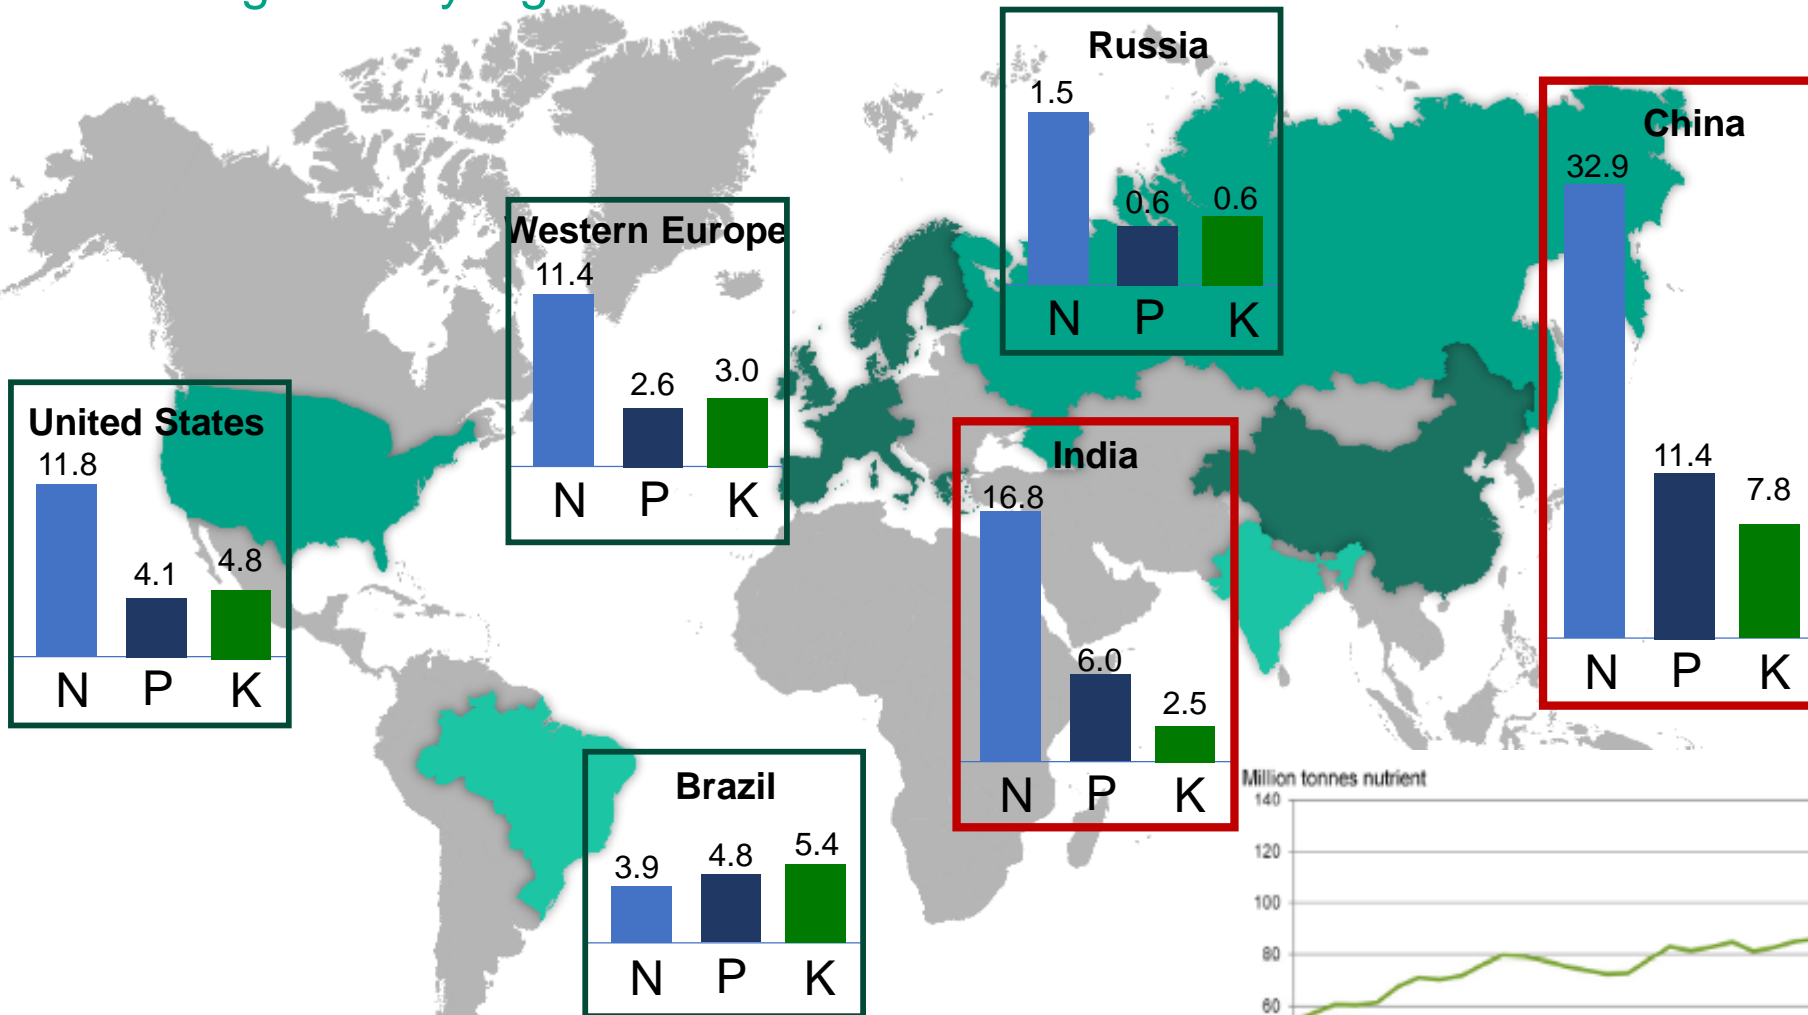 Russia
1.5
0.6
0.6
N P K
China
32.9
11.4
7.8
N P K
Western Europe
11.4
2.6
3.0
N P K
United States
11.8
4.1
4.8
N P K
India
16.8
6.0
2.5
N P K
Brazil
3.9
4.8
5.4
N P K
Million tonnes nutrient
140
120
100
80
60